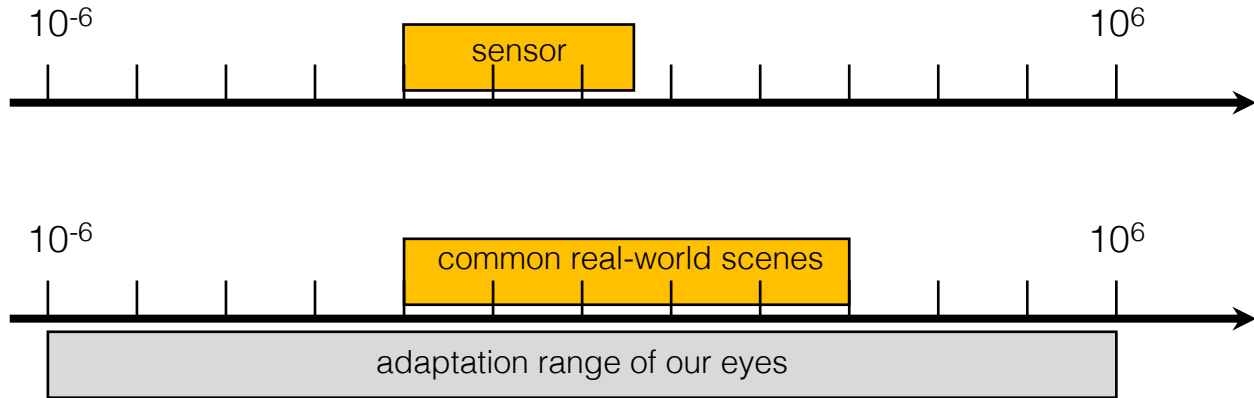 10⁻⁶ 10⁶
sensor
10⁻⁶ 10⁶
common real-world scenes
adaptation range of our eyes